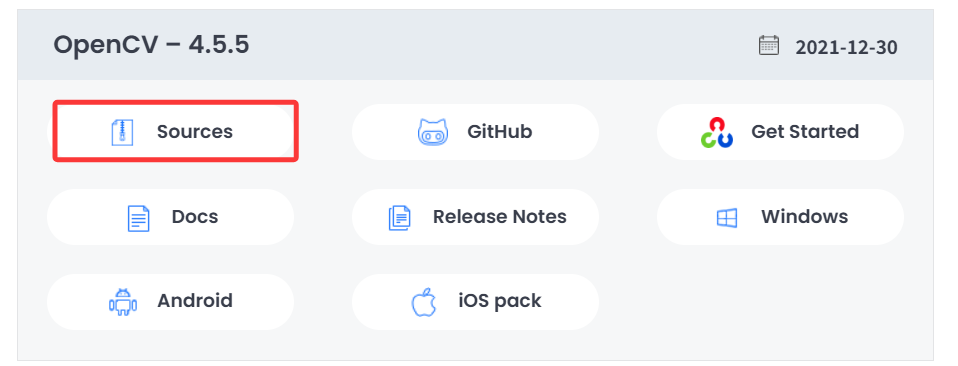 OpenCV – 4.5.5
2021-12-30
Sources
GitHub
Get Started
Docs
Release Notes
Windows
Android
iOS pack